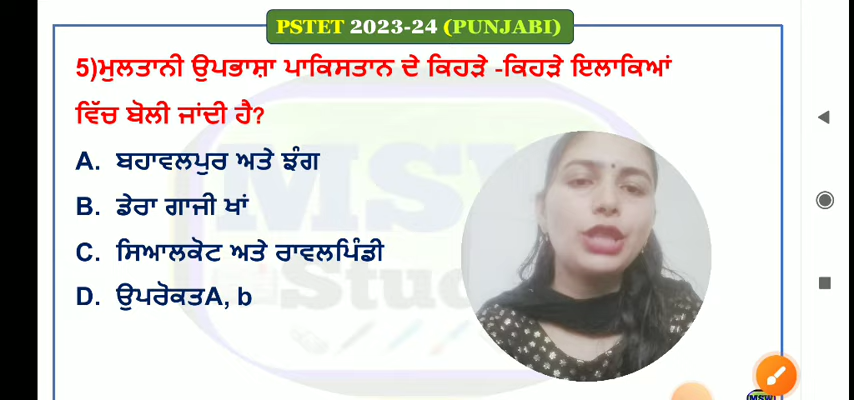 PSTET 2023-24 (PUNJABI)
5)ਮੁਲਤਾਨੀ ਉਪਭਾਸ਼ਾ ਪਾਕਿਸਤਾਨ ਦੇ ਕਿਹੜੇ -ਕਿਹੜੇ ਇਲਾਕਿਆਂ
ਵਿੱਚ ਬੋਲੀ ਜਾਂਦੀ ਹੈ?
A. ਬਹਾਵਲਪੁਰ ਅਤੇ ਝੰਗ
B. ਡੇਰਾ ਗਾਜੀ ਖਾਂ
C. ਸਿਆਲਕੋਟ ਅਤੇ ਰਾਵਲਪਿੰਡੀ
D. ਉਪਰੋਕਤA, b
MSW